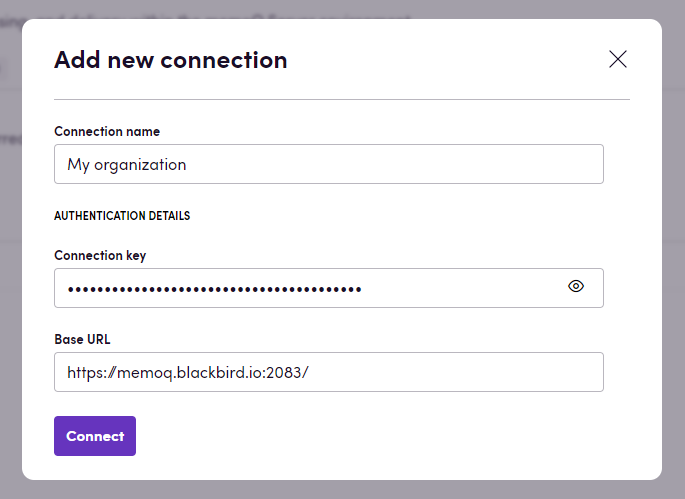 Add new connection
Connection name
My organization
AUTHENTICATION DETAILS
Connection key
••••••••••••••••••••••••••••••••••••••••
Base URL
https://memoq.blackbird.io:2083/
Connect